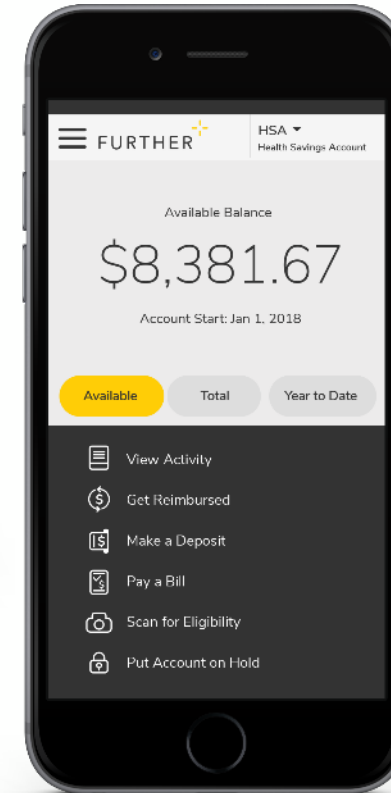 FURTHER
HSA
Health Savings Account
Available Balance
$8,381.67
Account Start: Jan 1, 2018
Available Total Year to Date
View Activity
Get Reimbursed
Make a Deposit
Pay a Bill
Scan for Eligibility
Put Account on Hold